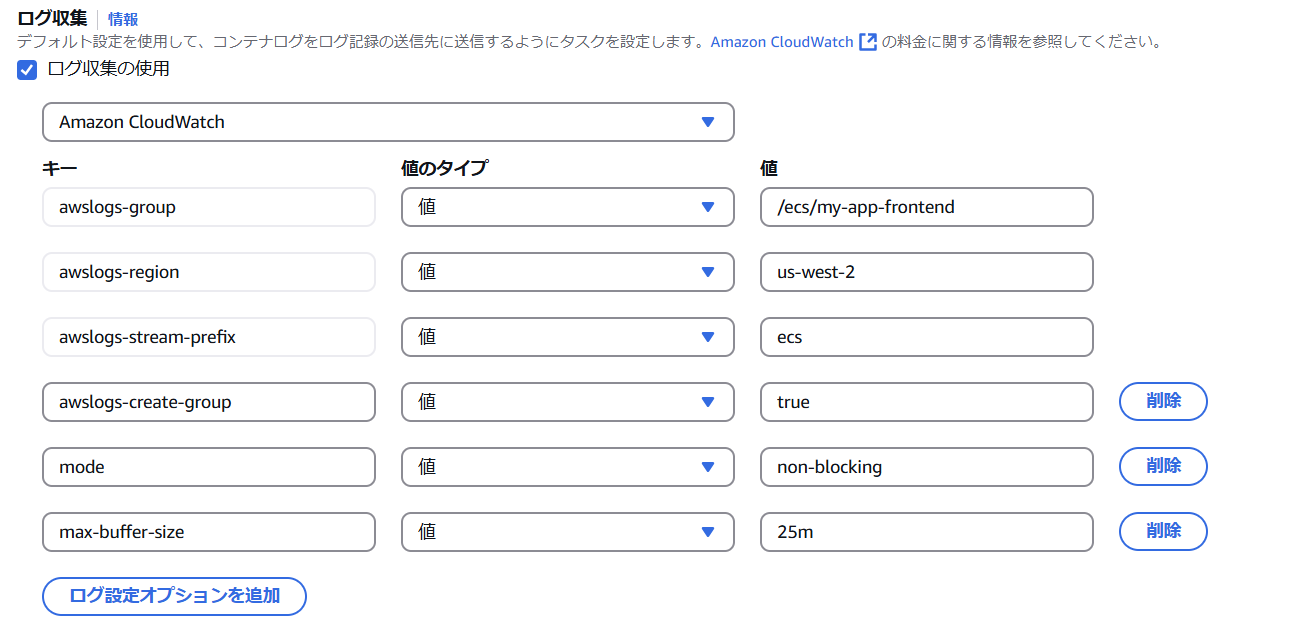 ログ収集 情報
デフォルト設定を使用して、コンテナログをログ記録の送信先に送信するようにタスクを設定します。Amazon CloudWatch の料金に関する情報を参照してください。
ログ収集の使用
Amazon CloudWatch
キー 値のタイプ 値
awslogs-group 値 /ecs/my-app-frontend
awslogs-region 値 us-west-2
awslogs-stream-prefix 値 ecs
awslogs-create-group 値 true 削除
mode 値 non-blocking 削除
max-buffer-size 値 25m 削除
ログ設定オプションを追加